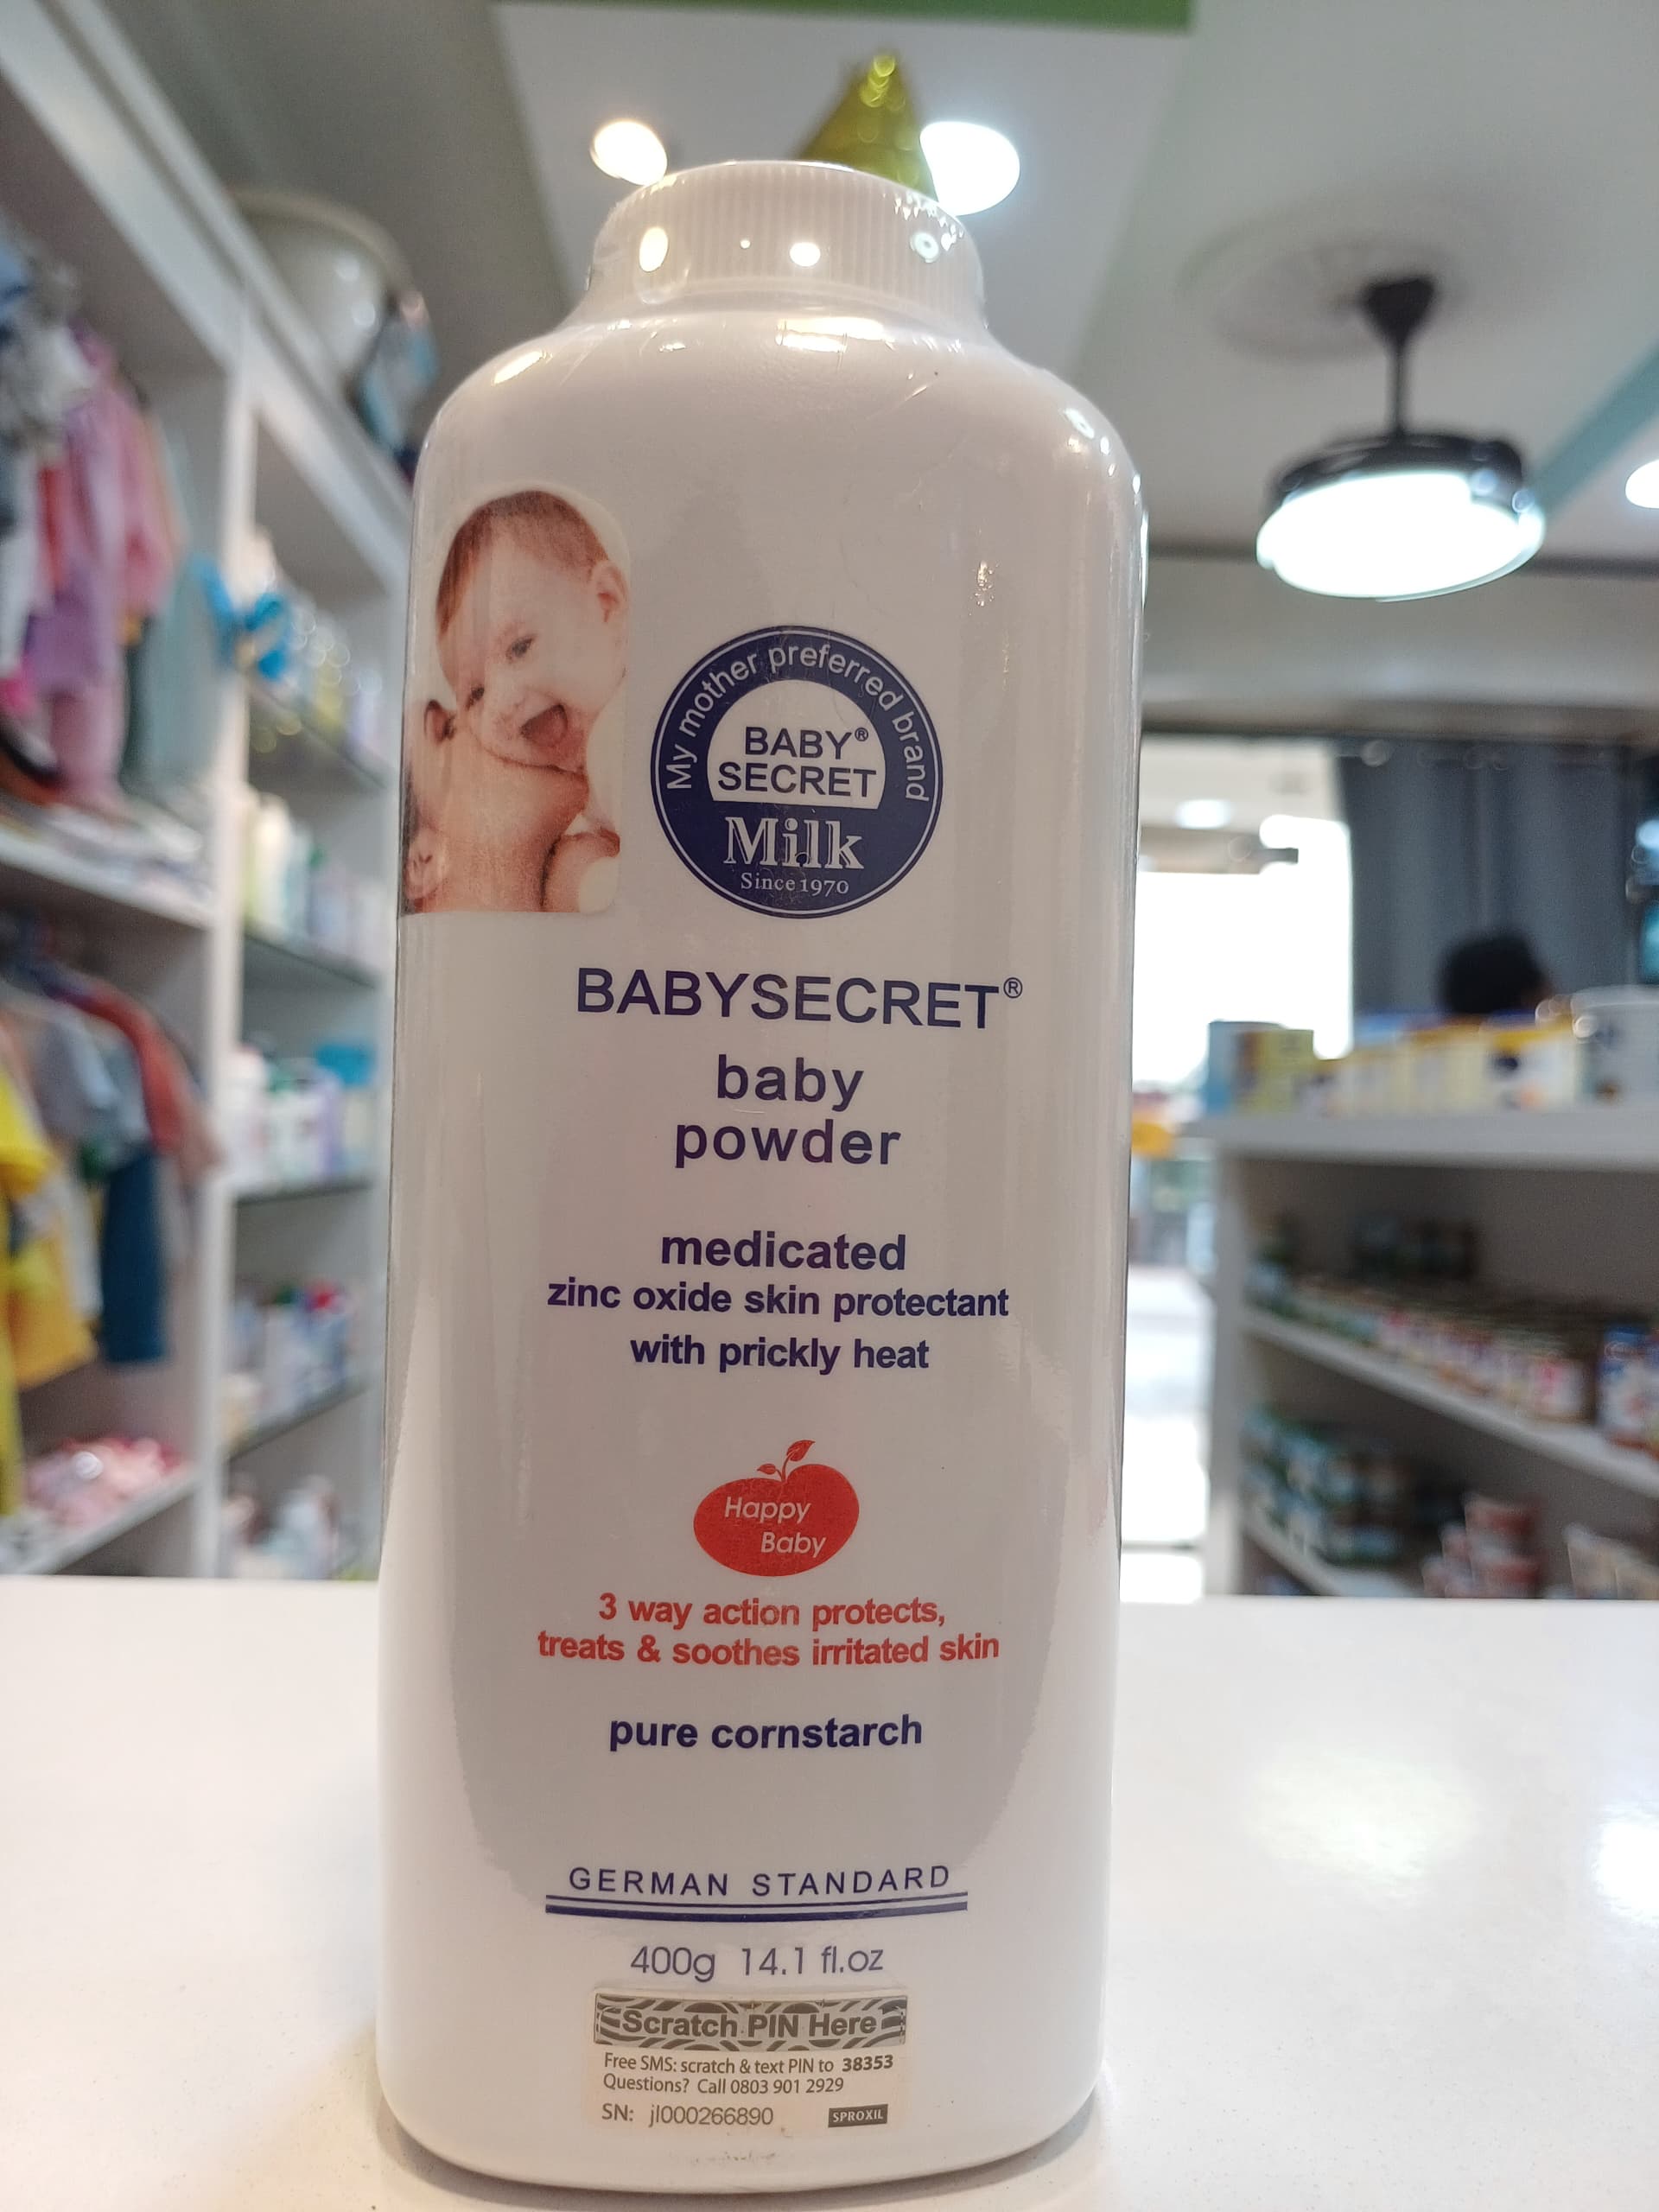 My mother preferred brand
BABY®
SECRET
Milk
Since 1970
BABYSECRET®
baby
powder
medicated
zinc oxide skin protectant
with prickly heat
Happy
Baby
3 way action protects,
treats & soothes irritated skin
pure cornstarch
GERMAN STANDARD
400g 14.1 fl.oz
Scratch PIN Here
Free SMS: scratch & text PIN to 38353
Questons? Call 0803 901 2929
SN: jl000266890
SPROXIL